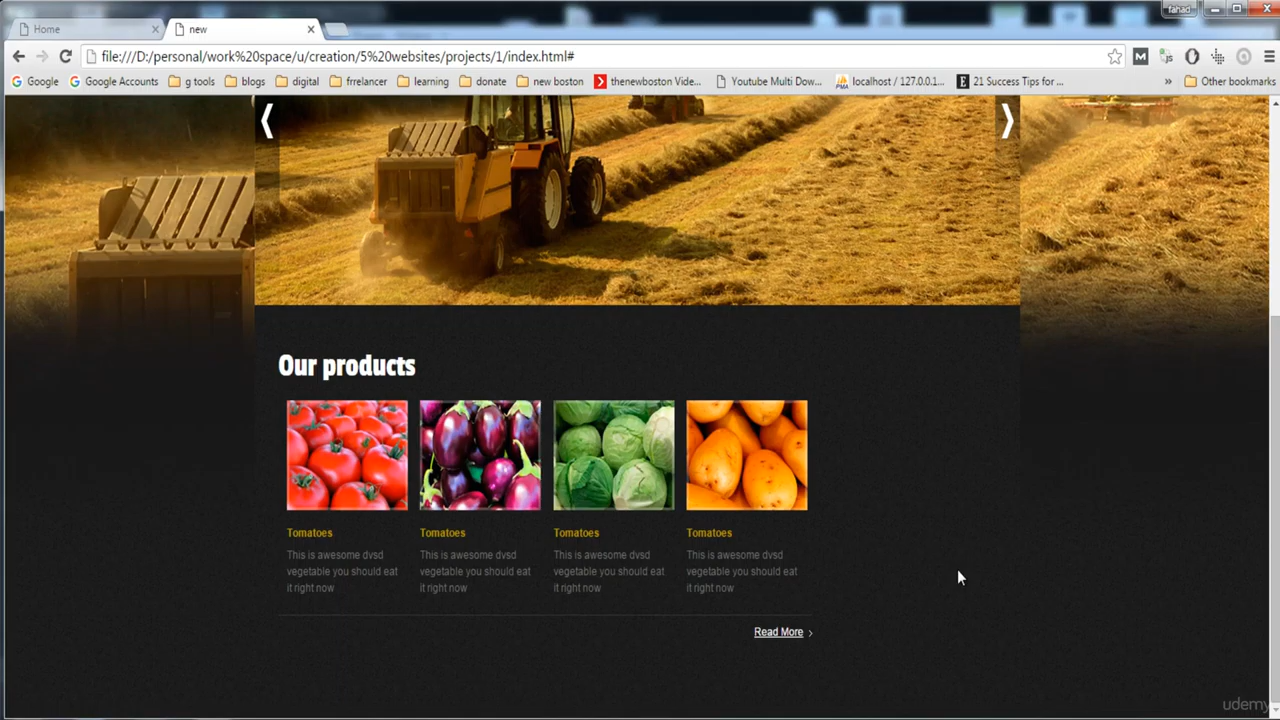 fahad
Home
new
file:///D:/personal/work%20space/u/creation/5%20websites/projects/1/index.html#
Google
Google Accounts
g tools
blogs
digital
frrelancer
learning
donate
new boston
thenewboston Vide...
Youtube Multi Dow...
localhost / 127.0.0.1...
21 Success Tips for ...
»
Other bookmarks
Our products
Tomatoes
Tomatoes
Tomatoes
Tomatoes
This is awesome dvsd
vegetable you should eat
it right now
This is awesome dvsd
vegetable you should eat
it right now
This is awesome dvsd
vegetable you should eat
it right now
This is awesome dvsd
vegetable you should eat
it right now
Read More
udemy